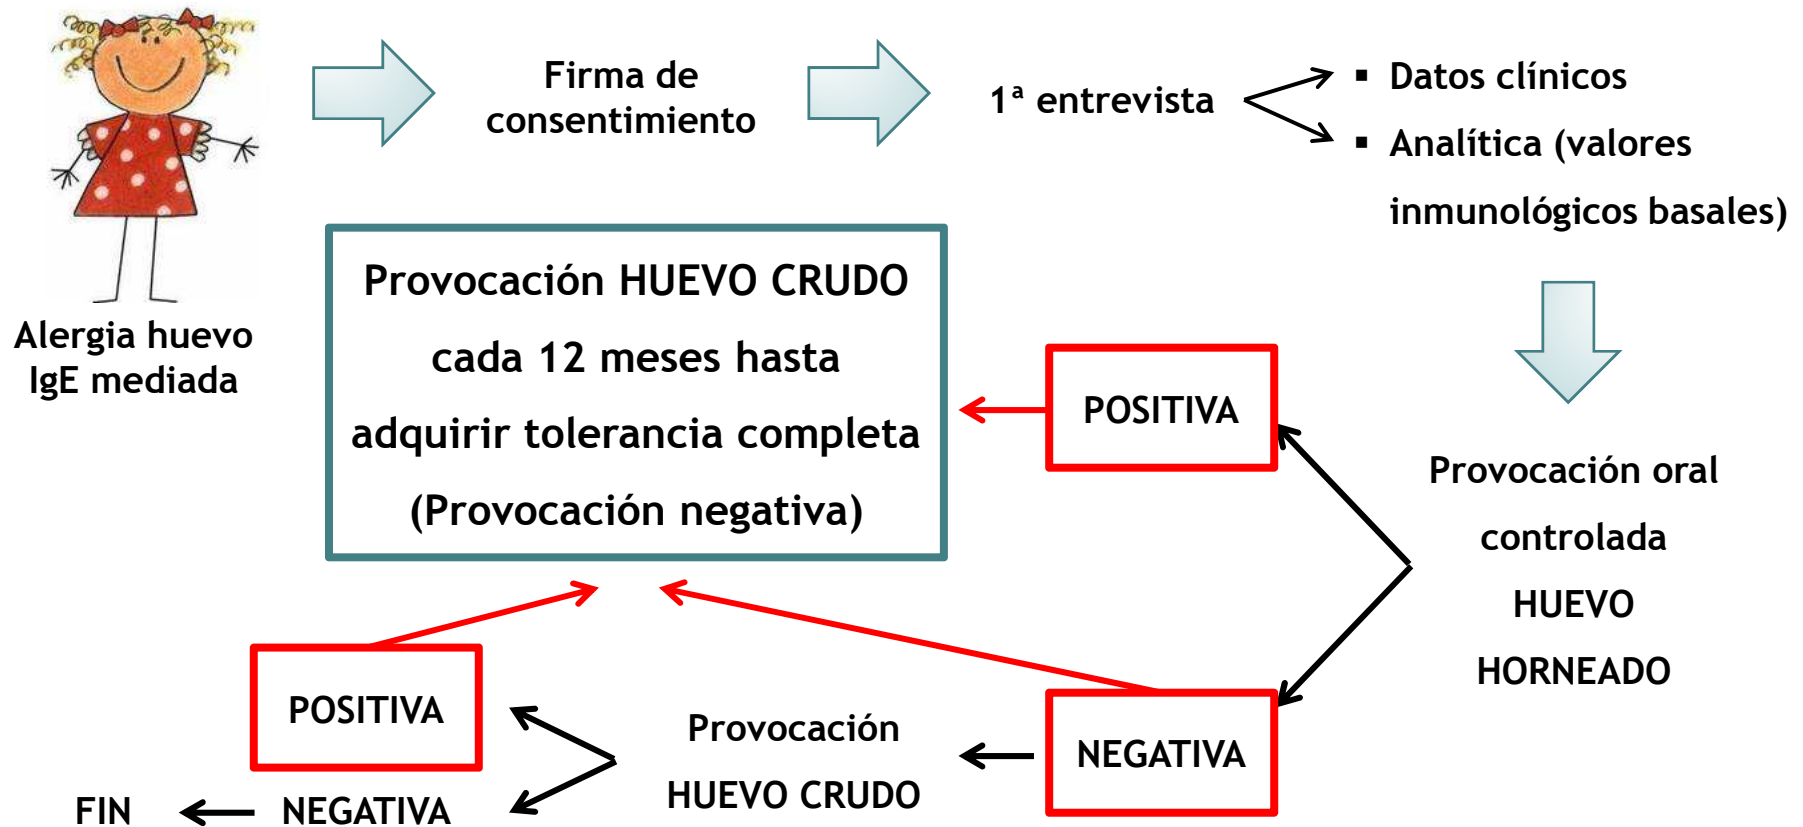 Firma de
consentimiento
1ª entrevista
▪ Datos clínicos
▪ Analítica (valores
inmunológicos basales)
Alergia huevo
IgE mediada
Provocación HUEVO CRUDO
cada 12 meses hasta
adquirir tolerancia completa
(Provocación negativa)
POSITIVA
Provocación oral
controlada
HUEVO
HORNEADO
POSITIVA
Provocación
HUEVO CRUDO
NEGATIVA
FIN
NEGATIVA